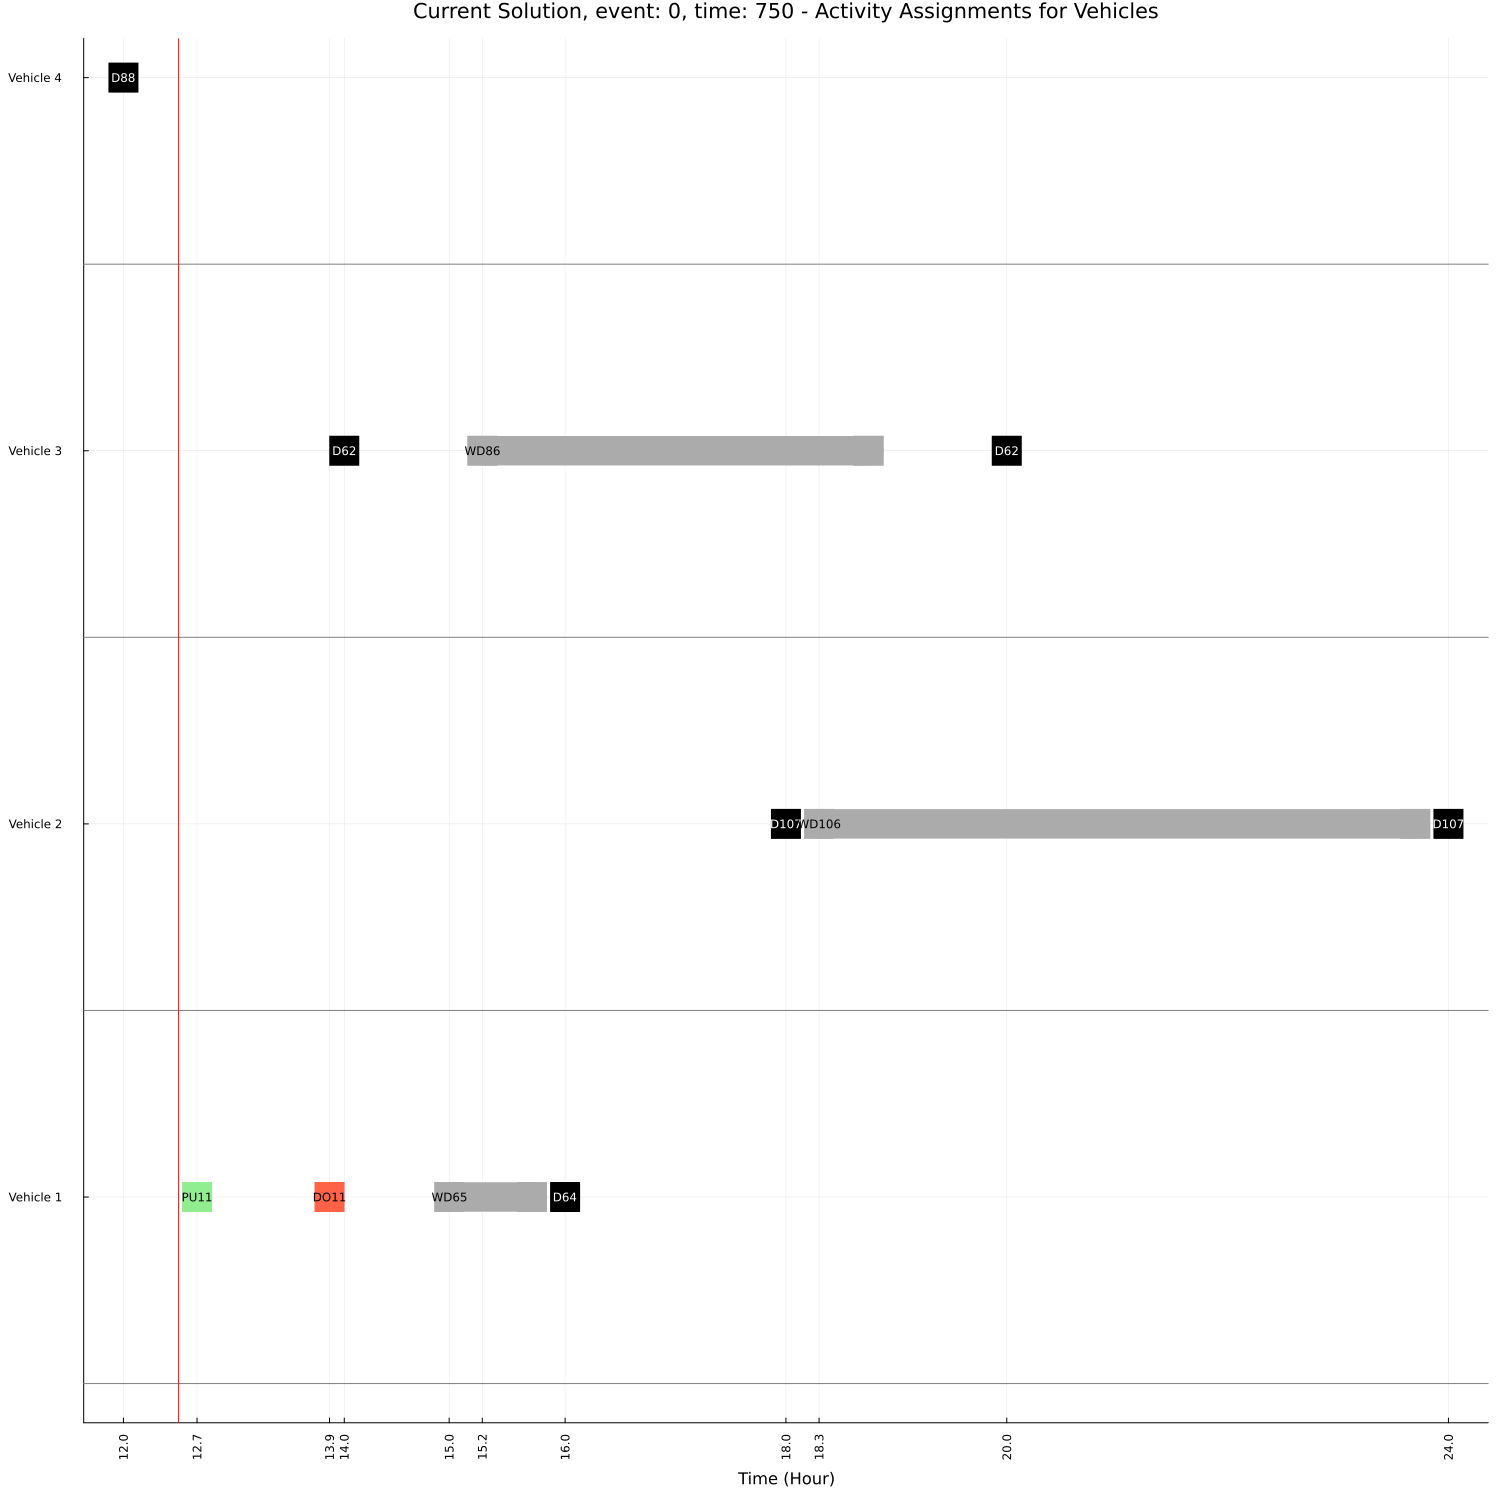 Current Solution, event: 0, time: 750 - Activity Assignments for Vehicles
Vehicle 4
D88
Vehicle 3
D62
WD86
D62
Vehicle 2
D107
WD106
D107
Vehicle 1
PU11
DO11
WD65
D64
12.0
12.7
13.9
14.0
15.0
15.2
16.0
18.0
18.3
20.0
24.0
Time (Hour)